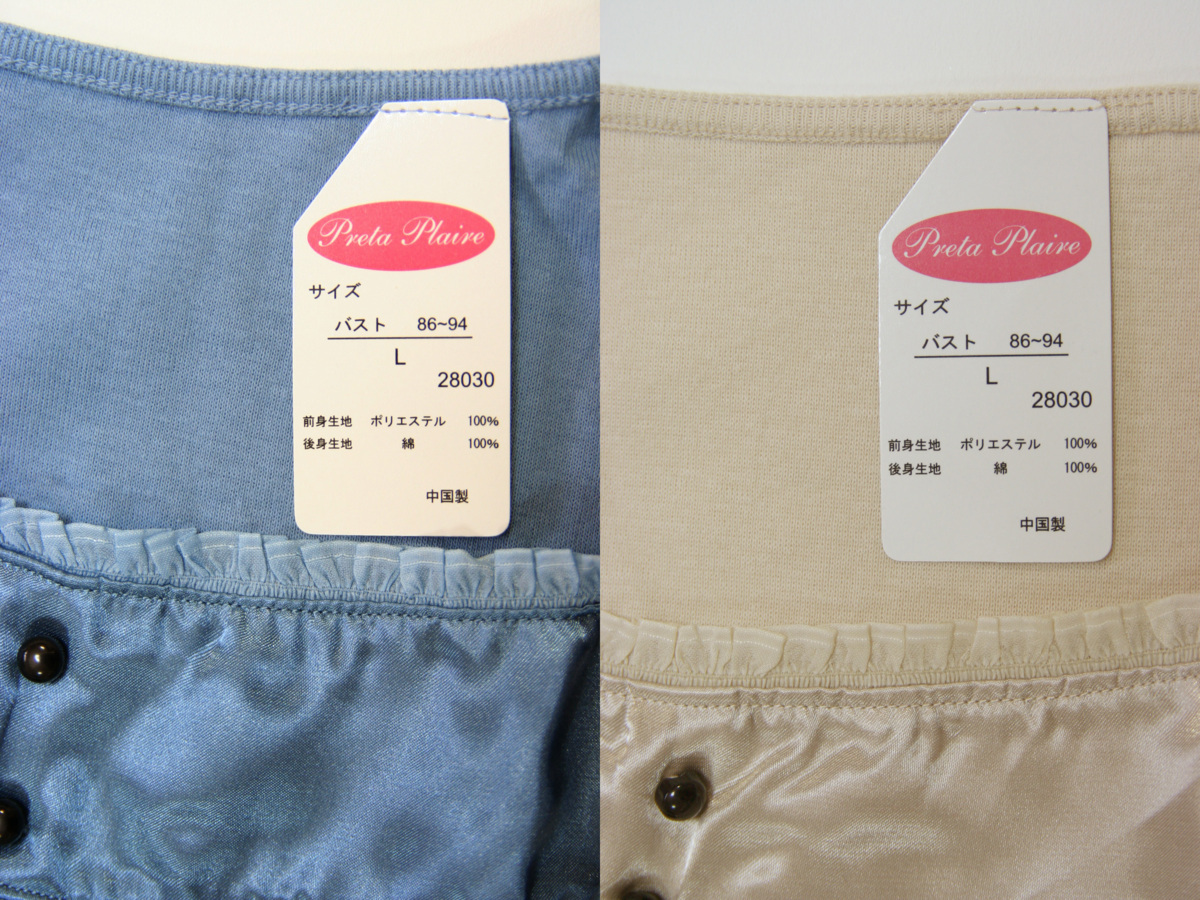 Preta Plaire
サイズ
バスト 86~94
L
28030
前身生地 ポリエステル 100%
後身生地 綿 100%
中国製
Preta Plaire
サイズ
バスト 86~94
L
28030
前身生地 ポリエステル 100%
後身生地 綿 100%
中国製